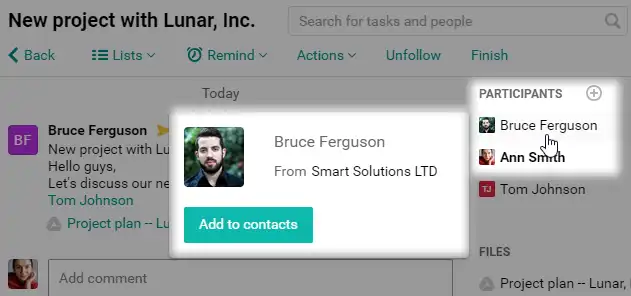 New project with Lunar, Inc.
Search for tasks and people
Back
Lists
Remind
Actions
Unfollow
Finish
Today
BF
Bruce Ferguson
New project with Lu
Hello guys,
Let's discuss our ne
Tom Johnson
Project plan -- Lu
Add comment
Bruce Ferguson
From Smart Solutions LTD
Add to contacts
PARTICIPANTS
Bruce Ferguson
Ann Smith
TJ Tom Johnson
FILES
Project plan -- Lunar,